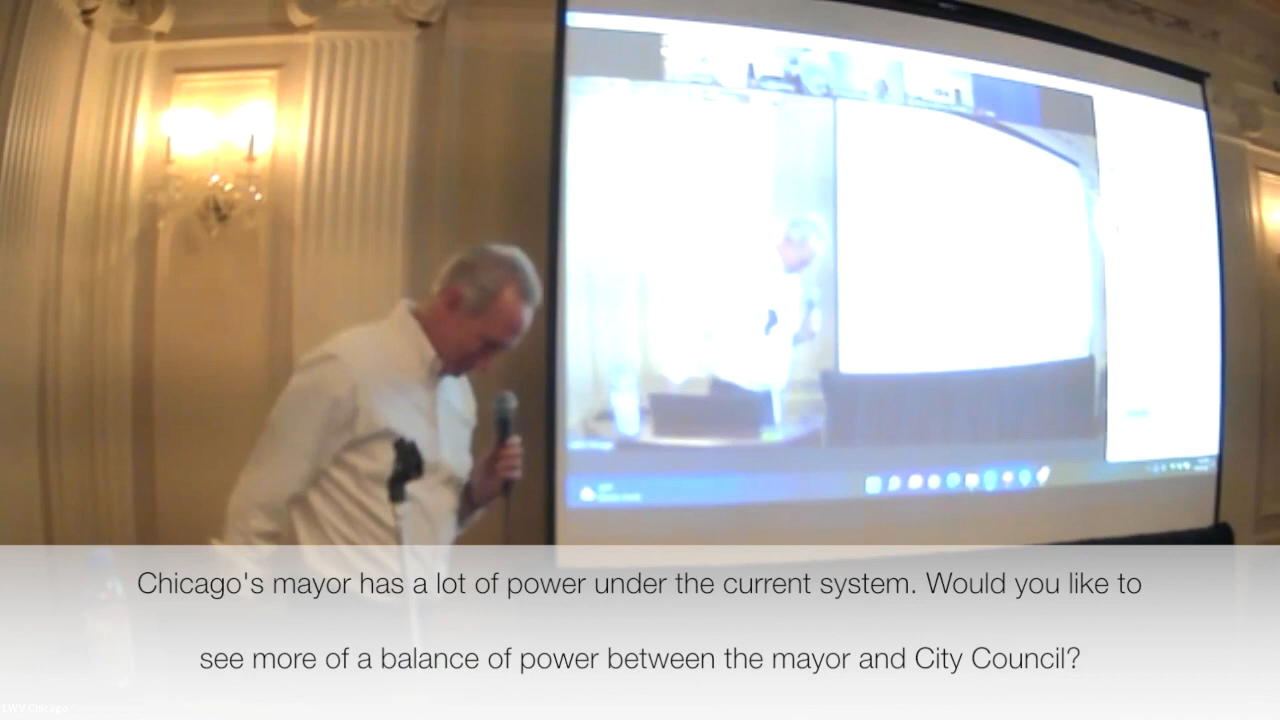 Chicago's mayor has a lot of power under the current system. Would you like to
see more of a balance of power between the mayor and City Council?
LWV Chicago